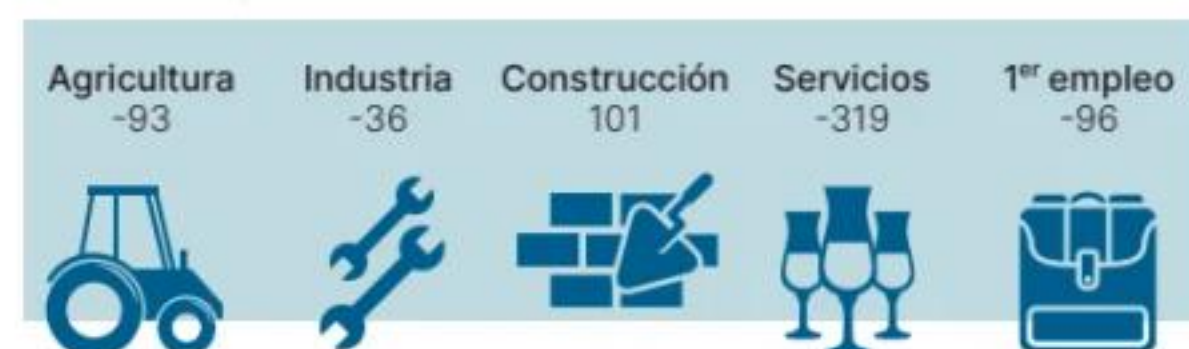 Agricultura Industria Construcción Servicios 1er empleo
-93 -36 101 -319 -96